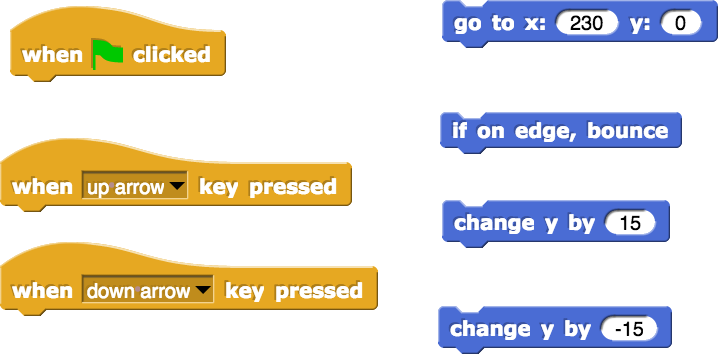 when clicked
go to x: 230 y: 0
if on edge, bounce
when up arrow key pressed
change y by 15
when down arrow key pressed
change y by -15